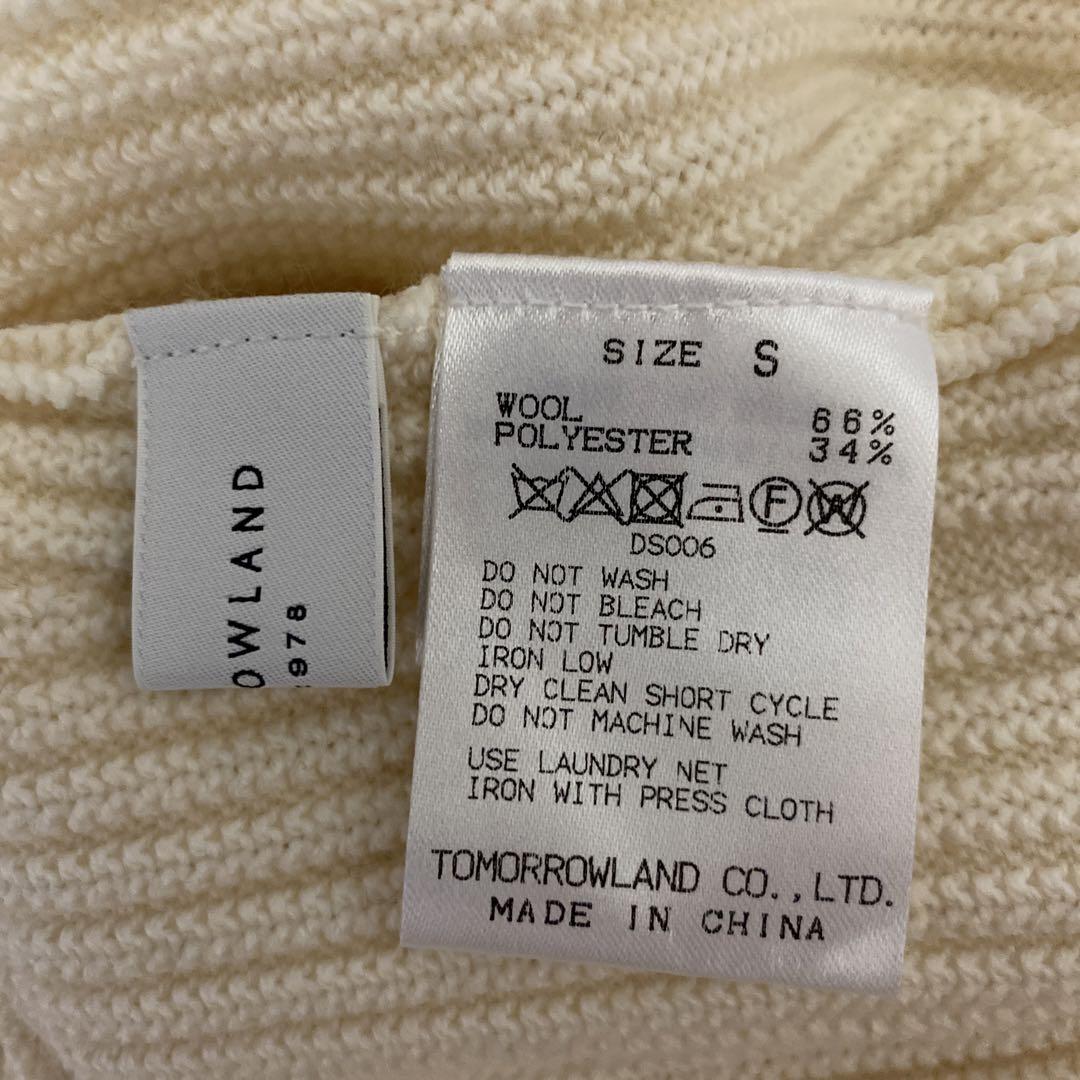 OWLAND
978
SIZE S
WOOL 66%
POLYESTER 34%
F W
DS006
DO NOT WASH
DO NOT BLEACH
DO NOT TUMBLE DRY
IRON LOW
DRY CLEAN SHORT CYCLE
DO NOT MACHINE WASH
USE LAUNDRY NET
IRON WITH PRESS CLOTH
TOMORROWLAND CO.,LTD.
MADE IN CHINA